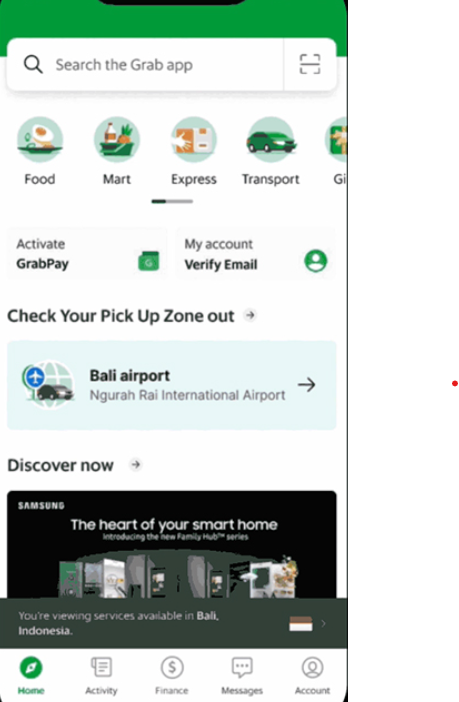 Search the Grab app
Food
Mart
Express
Transport
Gi
Activate
GrabPay
G
My account
Verify Email
Check Your Pick Up Zone out
Bali airport
Ngurah Rai International Airport
Discover now
SAMSUNG
The heart of your smart home
Introducing the new Family Hub™ series
You're viewing services available in Bali,
Indonesia.
Home
Activity
Finance
Messages
Account